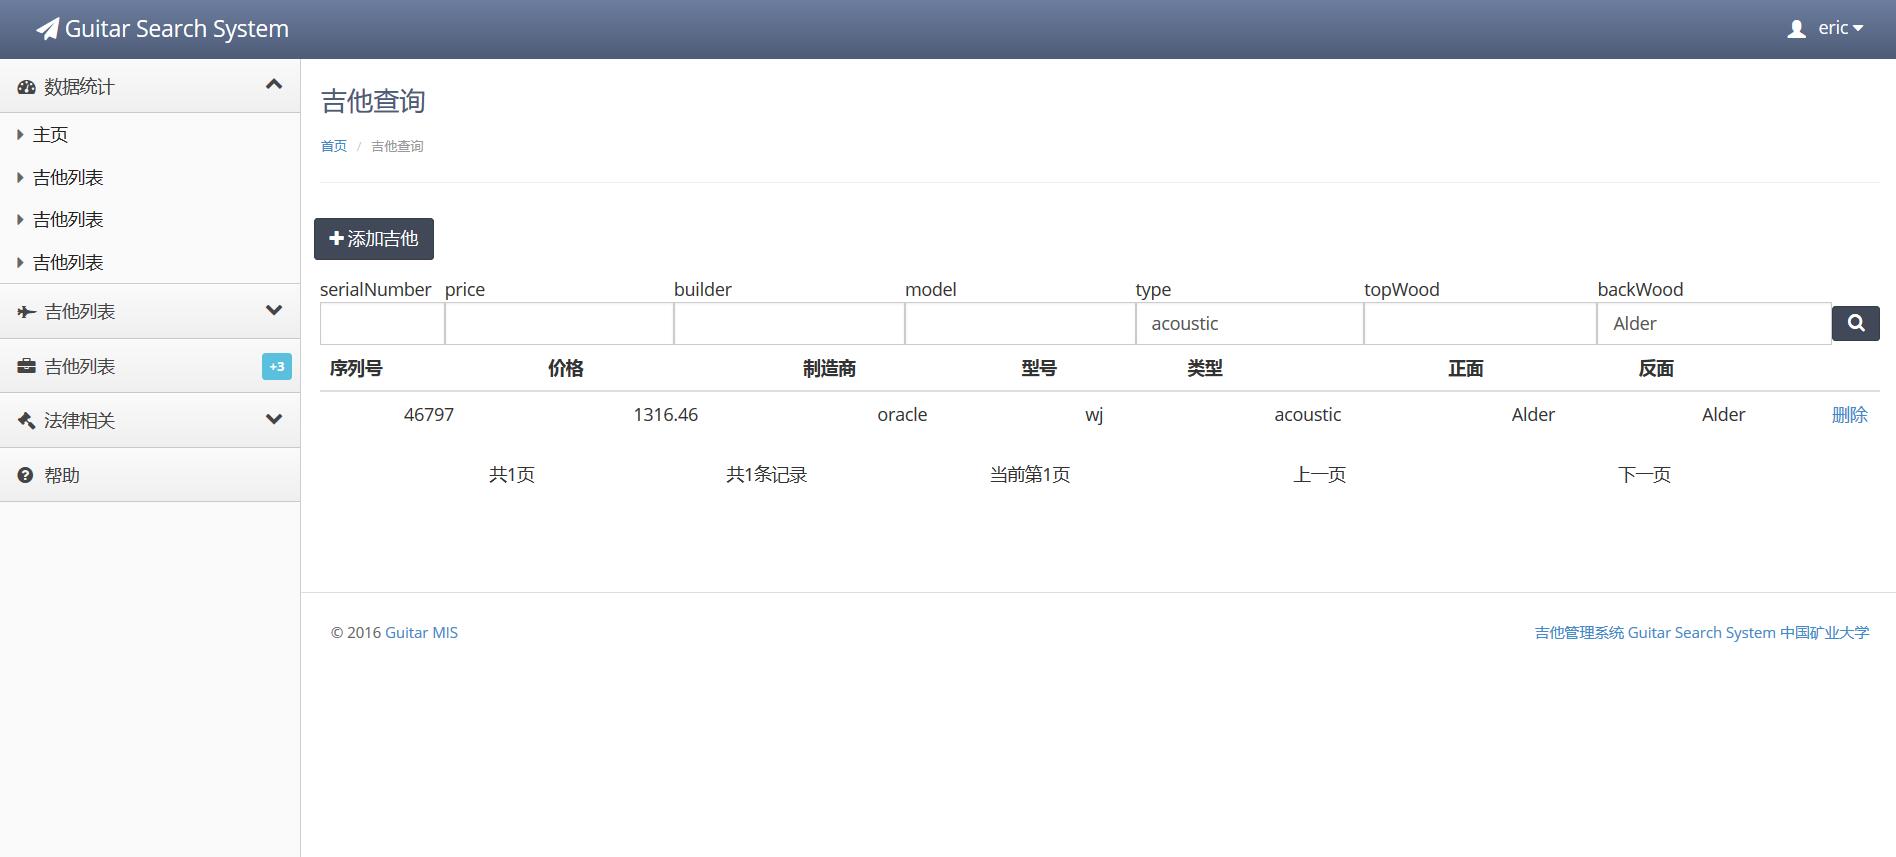 Guitar Search System
eric
数据统计
主页
吉他列表
吉他列表
吉他列表
吉他列表
吉他列表 +3
法律相关
帮助
吉他查询
首页 / 吉他查询
添加吉他
serialNumber price builder model type topWood backWood
acoustic Alder
序列号 价格 制造商 型号 类型 正面 反面
46797 1316.46 oracle wj acoustic Alder Alder 删除
共1页 共1条记录 当前第1页 上一页 下一页
© 2016 Guitar MIS
吉他管理系统 Guitar Search System 中国矿业大学